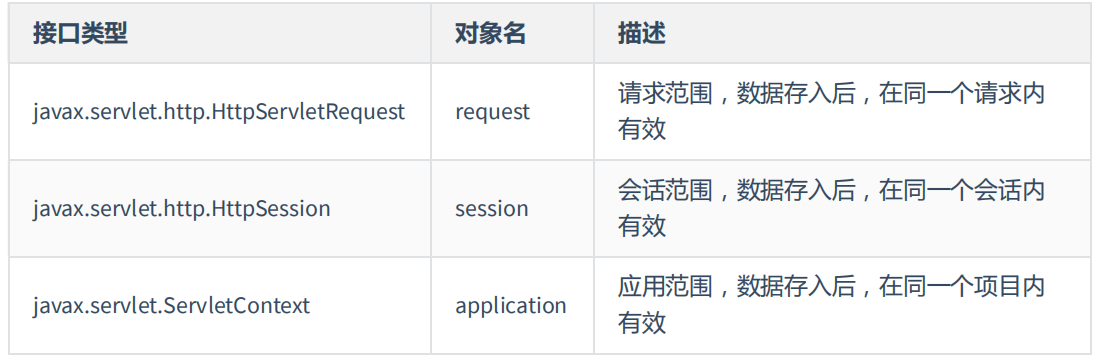 接口类型 对象名 描述
javax.servlet.http.HttpServletRequest request 请求范围，数据存入后，在同一个请求内
有效
javax.servlet.http.HttpSession session 会话范围，数据存入后，在同一个会话内
有效
javax.servlet.ServletContext application 应用范围，数据存入后，在同一个项目内
有效